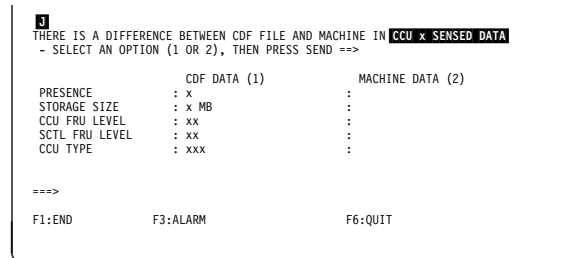 J
THERE IS A DIFFERENCE BETWEEN CDF FILE AND MACHINE IN CCU x SENSED DATA
- SELECT AN OPTION (1 OR 2), THEN PRESS SEND ==>
CDF DATA (1) MACHINE DATA (2)
PRESENCE : x :
STORAGE SIZE : x MB :
CCU FRU LEVEL : xx :
SCTL FRU LEVEL : xx :
CCU TYPE : xxx :
===>
F1:END F3:ALARM F6:QUIT